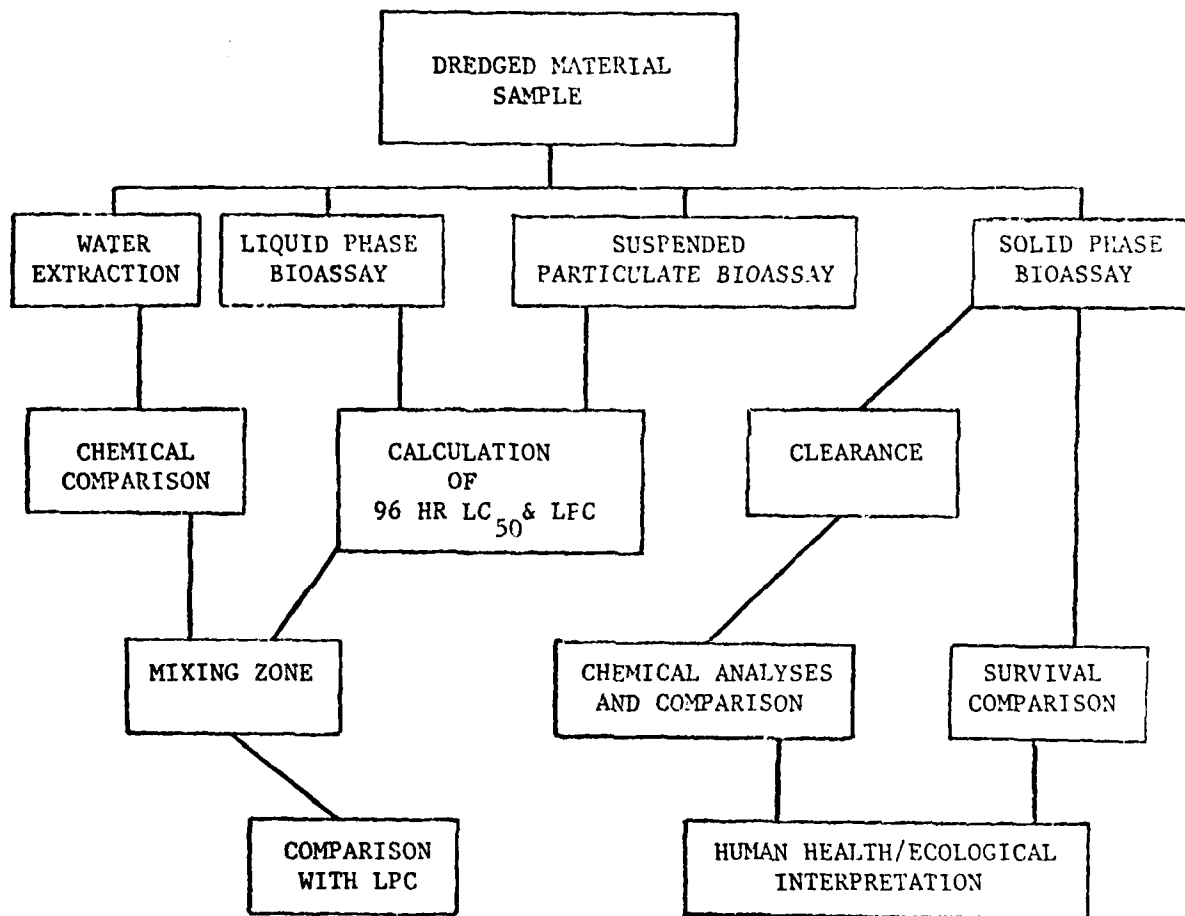 DREDGED MATERIAL
SAMPLE
WATER
EXTRACTION
LIQUID PHASE
BIOASSAY
SUSPENDED
PARTICULATE BIOASSAY
SOLID PHASE
BIOASSAY
CHEMICAL
COMPARISON
CALCULATION
OF
96 HR LC50 & LPC
CLEARANCE
MIXING ZONE
CHEMICAL ANALYSES
AND COMPARISON
SURVIVAL
COMPARISON
COMPARISON
WITH LPC
HUMAN HEALTH/ECOLOGICAL
INTERPRETATION